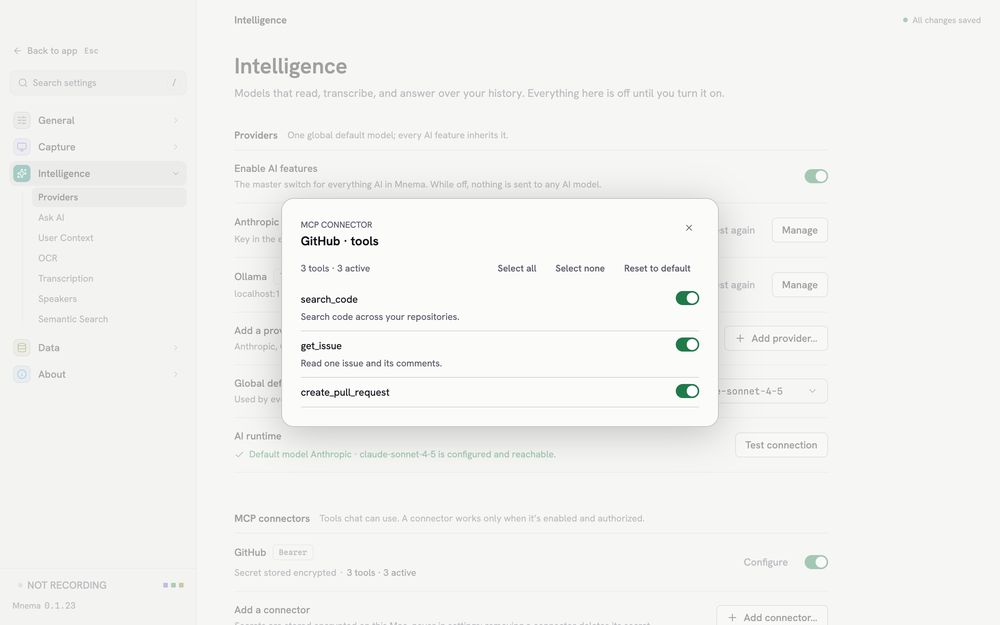 Intelligence
All changes saved
Back to app Esc
Search settings /
General
Capture
Intelligence
Providers
Ask AI
User Context
OCR
Transcription
Speakers
Semantic Search
Data
About
NOT RECORDING
Mnema 0.1.23
Intelligence
Models that read, transcribe, and answer over your history. Everything here is off until you turn it on.
Providers One global default model; every AI feature inherits it.
Enable AI features
The master switch for everything AI in Mnema. While off, nothing is sent to any AI model.
Anthropic
Key in the
again
Manage
Ollama
localhost:1
again
Manage
Add a
Anthropic,
Add provider…
Global
Used by
-sonnet-4-5
AI runtime
Default model Anthropic · claude-sonnet-4-5 is configured and reachable.
Test connection
MCP CONNECTOR
GitHub · tools
3 tools · 3 active
Select all Select none Reset to default
search_code
Search code across your repositories.
get_issue
Read one issue and its comments.
create_pull_request
MCP connectors Tools chat can use. A connector works only when it's enabled and authorized.
GitHub Bearer
Secret stored encrypted · 3 tools · 3 active
Configure
Add a connector
Add connector…